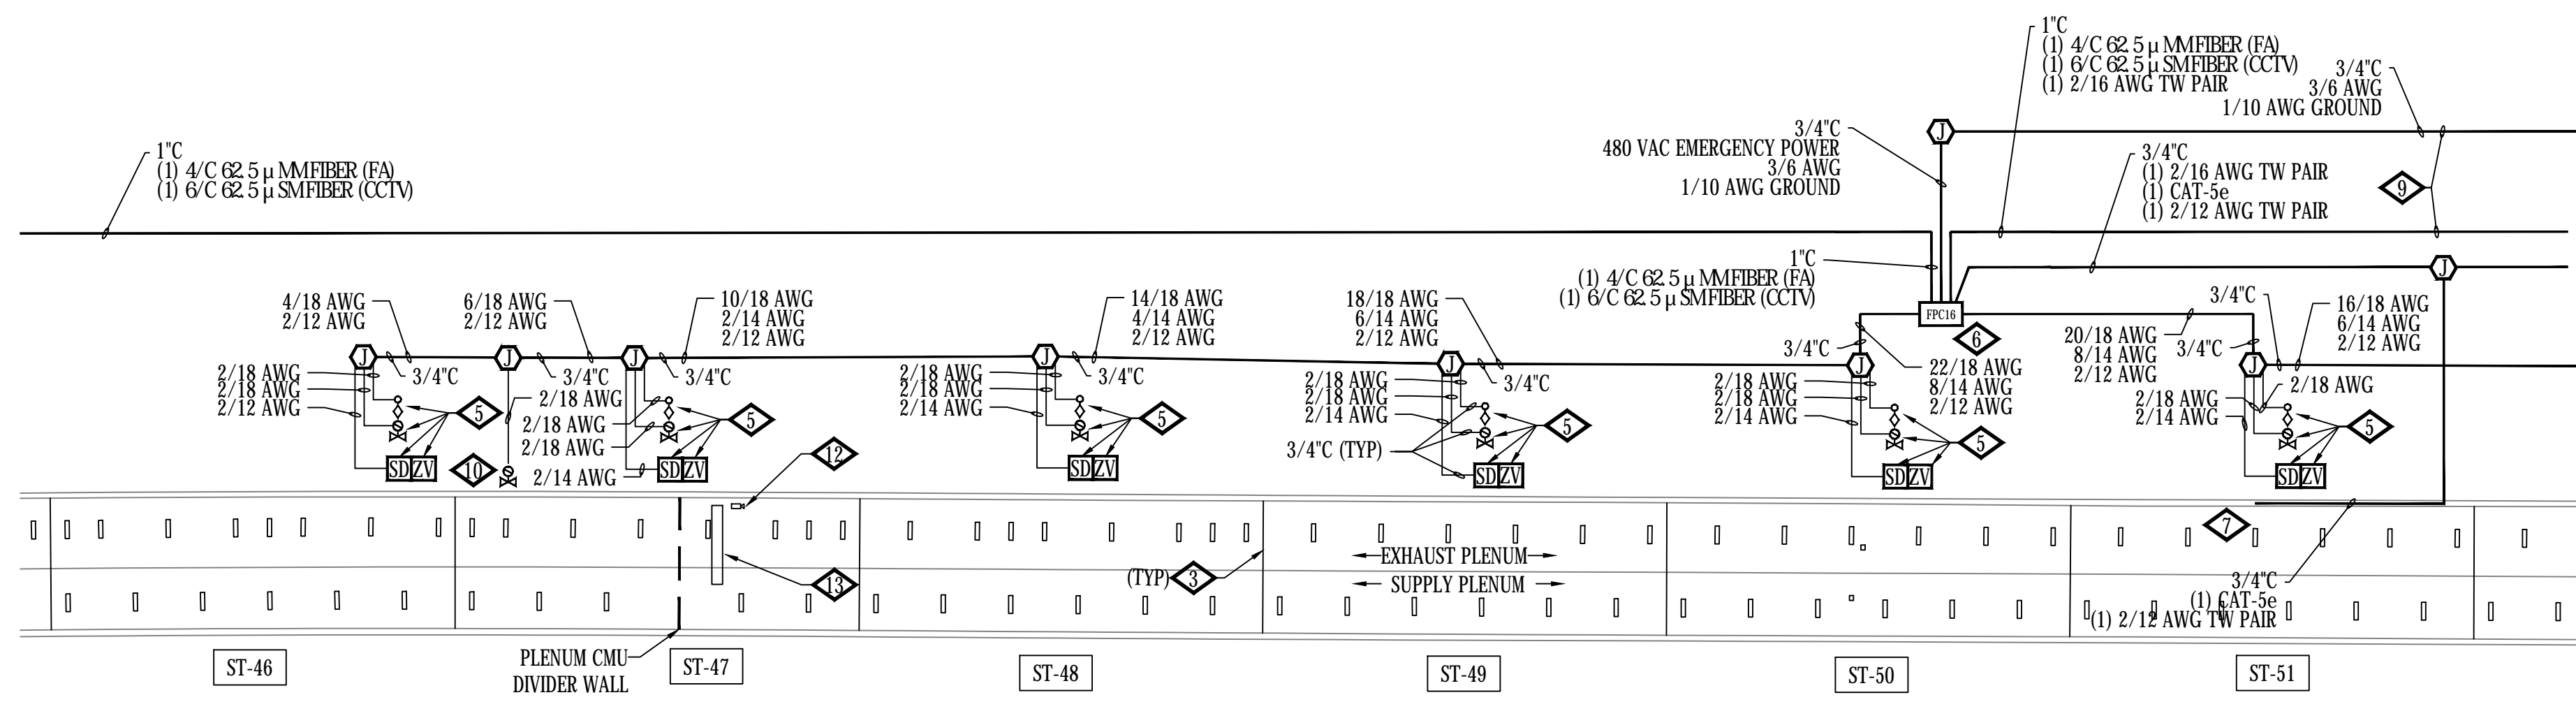 1"C
(1) 4/C 62.5 µ MM FIBER (FA)
(1) 6/C 62.5 µ SM FIBER (CCTV)
(1) 2/16 AWG TW PAIR
3/4"C
3/6 AWG
1/10 AWG GROUND
3/4"C
480 VAC EMERGENCY POWER
3/6 AWG
1/10 AWG GROUND
J
3/4"C
(1) 2/16 AWG TW PAIR
(1) CAT-5e
(1) 2/12 AWG TW PAIR
9
1"C
(1) 4/C 62.5 µ MM FIBER (FA)
(1) 6/C 62.5 µ SM FIBER (CCTV)
1"C
(1) 4/C 62.5 µ MM FIBER (FA)
(1) 6/C 62.5 µ SM FIBER (CCTV)
J
FPC16
6
4/18 AWG
2/12 AWG
6/18 AWG
2/12 AWG
10/18 AWG
2/14 AWG
2/12 AWG
14/18 AWG
4/14 AWG
2/12 AWG
18/18 AWG
6/14 AWG
2/12 AWG
3/4"C
22/18 AWG
8/14 AWG
2/12 AWG
20/18 AWG
8/14 AWG
2/12 AWG
3/4"C
3/4"C
16/18 AWG
6/14 AWG
2/12 AWG
J
3/4"C
2/18 AWG
2/18 AWG
2/12 AWG
5
SD ZV
J
3/4"C
2/18 AWG
10
J
3/4"C
2/18 AWG
2/18 AWG
2/14 AWG
5
SD ZV
J
3/4"C
2/18 AWG
2/18 AWG
2/14 AWG
5
SD ZV
J
3/4"C
2/18 AWG
2/18 AWG
2/14 AWG
3/4"C (TYP)
5
SD ZV
J
2/18 AWG
2/18 AWG
2/14 AWG
5
SD ZV
J
2/18 AWG
2/18 AWG
2/14 AWG
5
SD ZV
12
13
(TYP) 3
EXHAUST PLENUM
SUPPLY PLENUM
7
3/4"C
(1) CAT-5e
(1) 2/12 AWG TW PAIR
PLENUM CMU
DIVIDER WALL
ST-46
ST-47
ST-48
ST-49
ST-50
ST-51